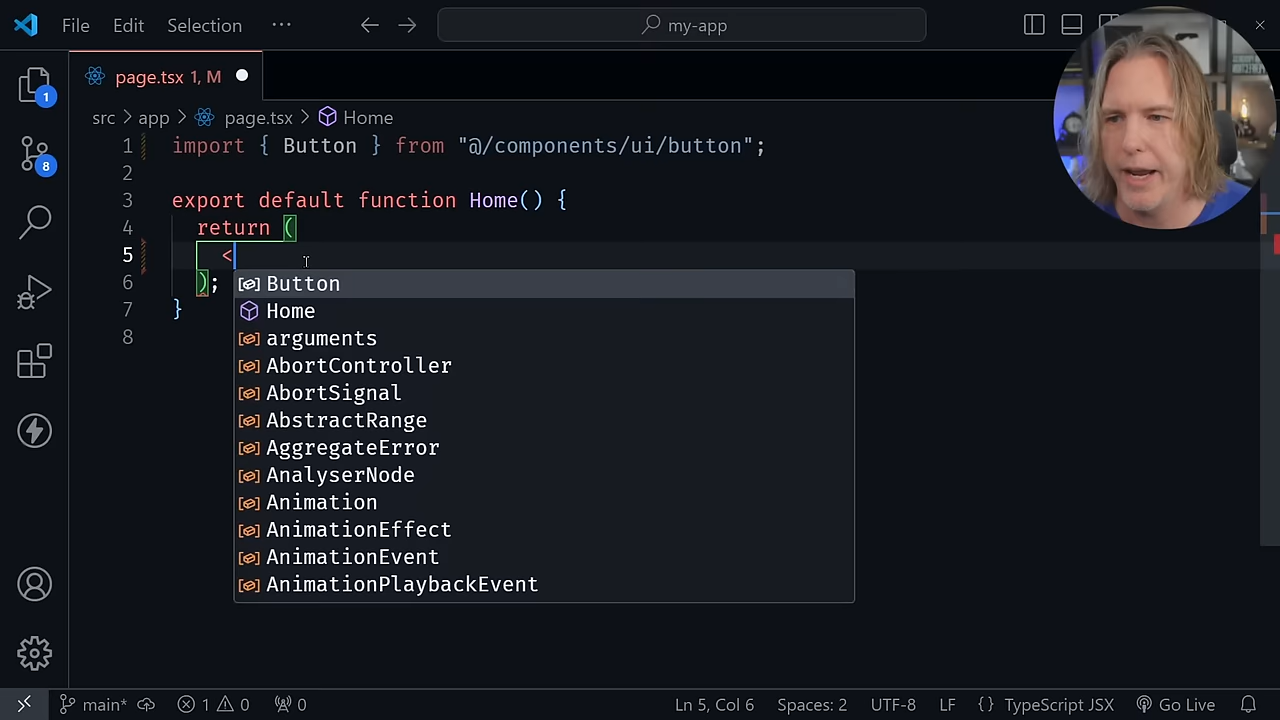 File Edit Selection ··· my-app
page.tsx 1, M
src > app > page.tsx > Home
1 import { Button } from "@/components/ui/button";
2
3 export default function Home() {
4 return (
5 <
6 );
7 }
8
Button
Home
arguments
AbortController
AbortSignal
AbstractRange
AggregateError
AnalyserNode
Animation
AnimationEffect
AnimationEvent
AnimationPlaybackEvent
1
8
main* 1 0 0 Ln 5, Col 6 Spaces: 2 UTF-8 LF {} TypeScript JSX Go Live